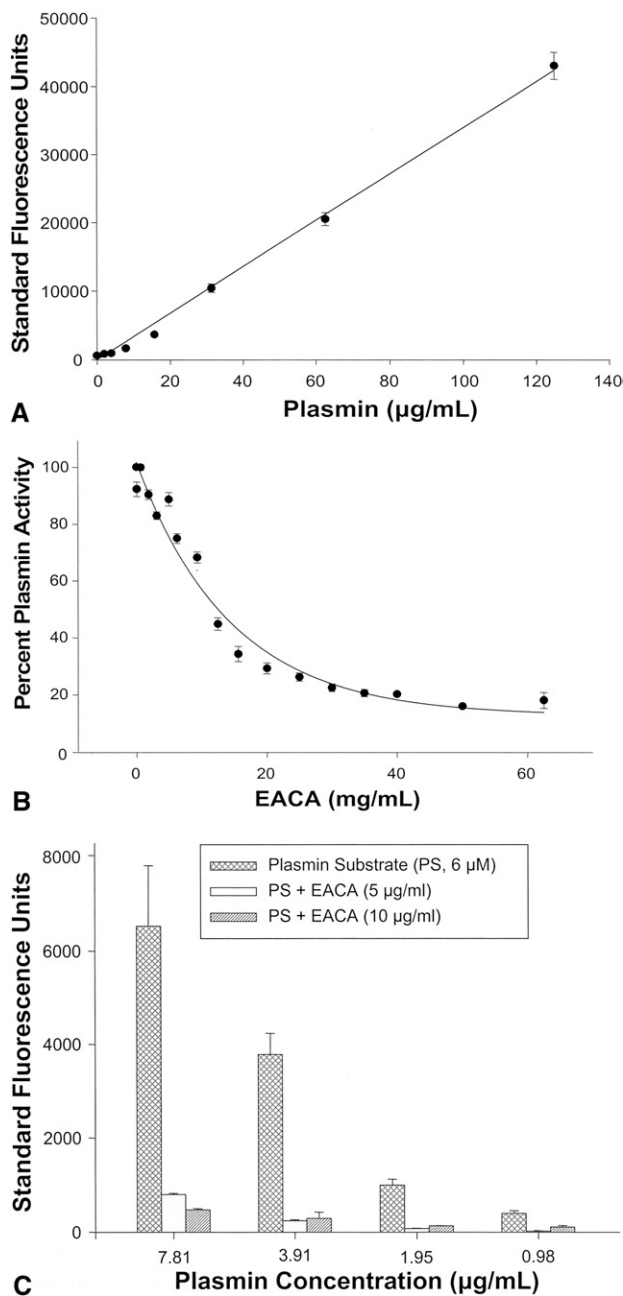 50000
40000
30000
20000
10000
0
Standard Fluorescence Units
0 20 40 60 80 100 120 140
Plasmin (µg/mL)
A
100
80
60
40
20
0
Percent Plasmin Activity
0 20 40 60
EACA (mg/mL)
B
8000
6000
4000
2000
0
Standard Fluorescence Units
Plasmin Substrate (PS, 6 µM)
PS + EACA (5 µg/ml)
PS + EACA (10 µg/ml)
7.81 3.91 1.95 0.98
Plasmin Concentration (µg/mL)
C